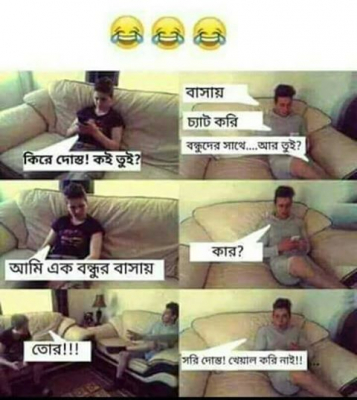 কিরে দোস্ত! কই তুই?
বাসায়
চ্যাট করি
বন্ধুদের সাথে....আর তুই?
আমি এক বন্ধুর বাসায়
কার?
তোর!!!
সরি দোস্ত! খেয়াল করি নাই!!